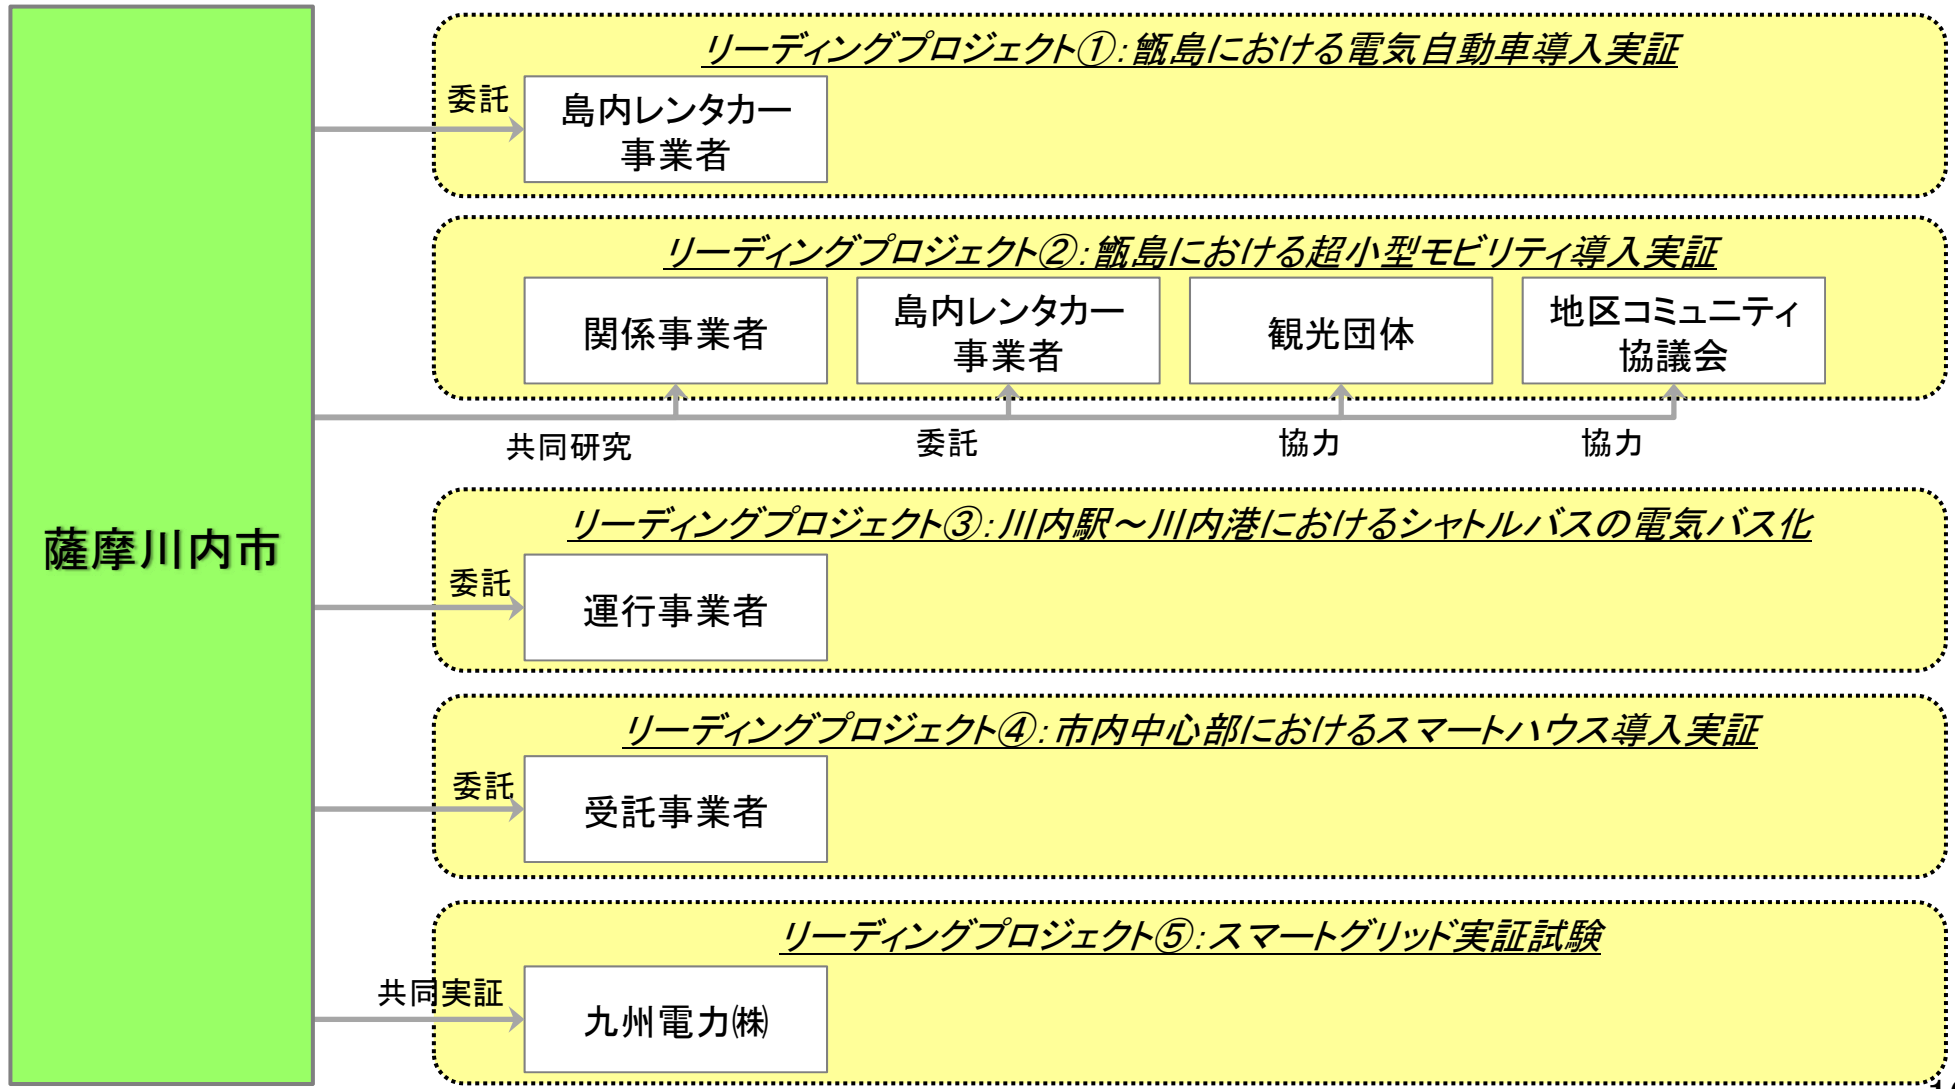 薩摩川内市
リーディングプロジェクト①:甑島における電気自動車導入実証
委託
島内レンタカー
事業者
リーディングプロジェクト②:甑島における超小型モビリティ導入実証
関係事業者
島内レンタカー
事業者
観光団体
地区コミュニティ
協議会
共同研究
委託
協力
協力
リーディングプロジェクト③:川内駅～川内港におけるシャトルバスの電気バス化
委託
運行事業者
リーディングプロジェクト④:市内中心部におけるスマートハウス導入実証
委託
受託事業者
リーディングプロジェクト⑤:スマートグリッド実証試験
共同実証
九州電力㈱